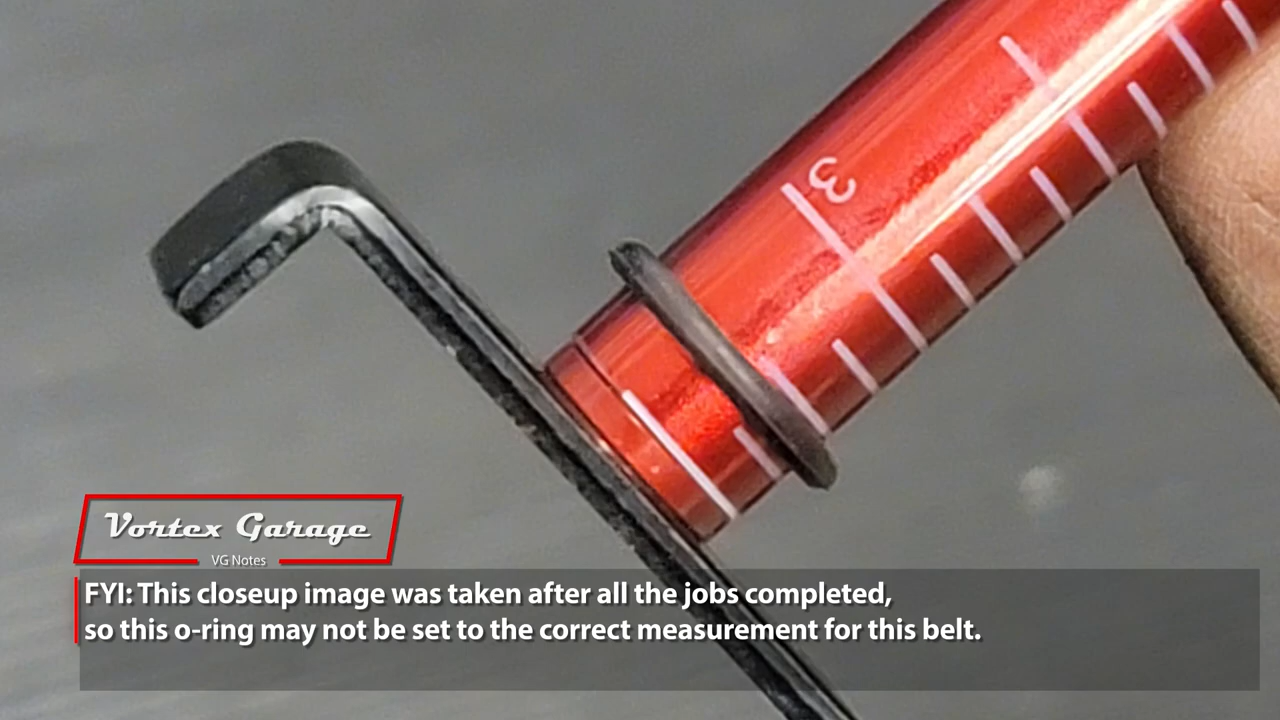 3
Vortex Garage
VG Notes
FYI: This closeup image was taken after all the jobs completed,
so this o-ring may not be set to the correct measurement for this belt.